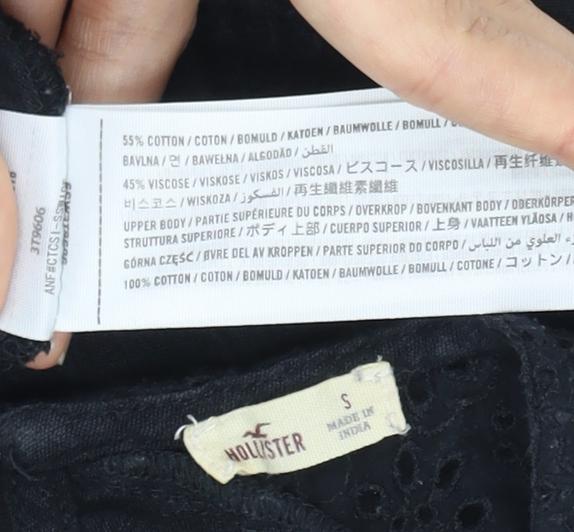 55% COTTON / COTON / BOMULD / KATOEN / BAUMWOLLE / BOMULL /
BAVLNA / 면 / BAWEŁNA / ALGODÃO / القطن
45% VISCOSE / VISKOSE / VISKOS / VISCOSA / ビスコース / VISCOSILLA / 再生纤维
비스코스 / WISKOZA / الفسكوز / 再生繊維素繊維
UPPER BODY / PARTIE SUPÉRIEURE DU CORPS / OVERKROP / BOVENKANT BODY / OBERKÖRPER
STRUTTURA SUPERIORE / ボディ上部 / CUERPO SUPERIOR / 上身 / VAATTEEN YLÄOSA /
GÓRNA CZĘŚĆ / ØVRE DEL AV KROPPEN / PARTE SUPERIOR DO CORPO / الجزء العلوي من اللباس
100% COTTON / COTON / BOMULD / KATOEN / BAUMWOLLE / BOMULL / COTONE / コットン /
3T9606
HOLLISTER
S
MADE IN
INDIA